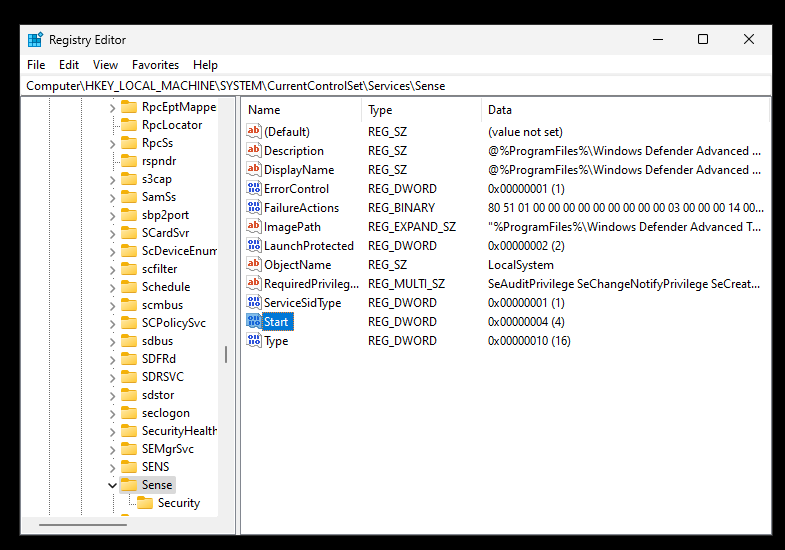 Registry Editor
File Edit View Favorites Help
Computer\HKEY_LOCAL_MACHINE\SYSTEM\CurrentControlSet\Services\Sense
RpcEptMappe
RpcLocator
RpcSs
rspndr
s3cap
SamSs
sbp2port
SCardSvr
ScDeviceEnum
scfilter
Schedule
scmbus
SCPolicySvc
sdbus
SDFRd
SDRSVC
sdstor
seclogon
SecurityHealth
SEMgrSvc
SENS
Sense
Security
Name Type Data
(Default) REG_SZ (value not set)
Description REG_SZ @%ProgramFiles%\Windows Defender Advanced ...
DisplayName REG_SZ @%ProgramFiles%\Windows Defender Advanced ...
ErrorControl REG_DWORD 0x00000001 (1)
FailureActions REG_BINARY 80 51 01 00 00 00 00 00 00 00 00 00 03 00 00 00 14 00...
ImagePath REG_EXPAND_SZ "%ProgramFiles%\Windows Defender Advanced T...
LaunchProtected REG_DWORD 0x00000002 (2)
ObjectName REG_SZ LocalSystem
RequiredPrivileg... REG_MULTI_SZ SeAuditPrivilege SeChangeNotifyPrivilege SeCreat...
ServiceSidType REG_DWORD 0x00000001 (1)
Start REG_DWORD 0x00000004 (4)
Type REG_DWORD 0x00000010 (16)